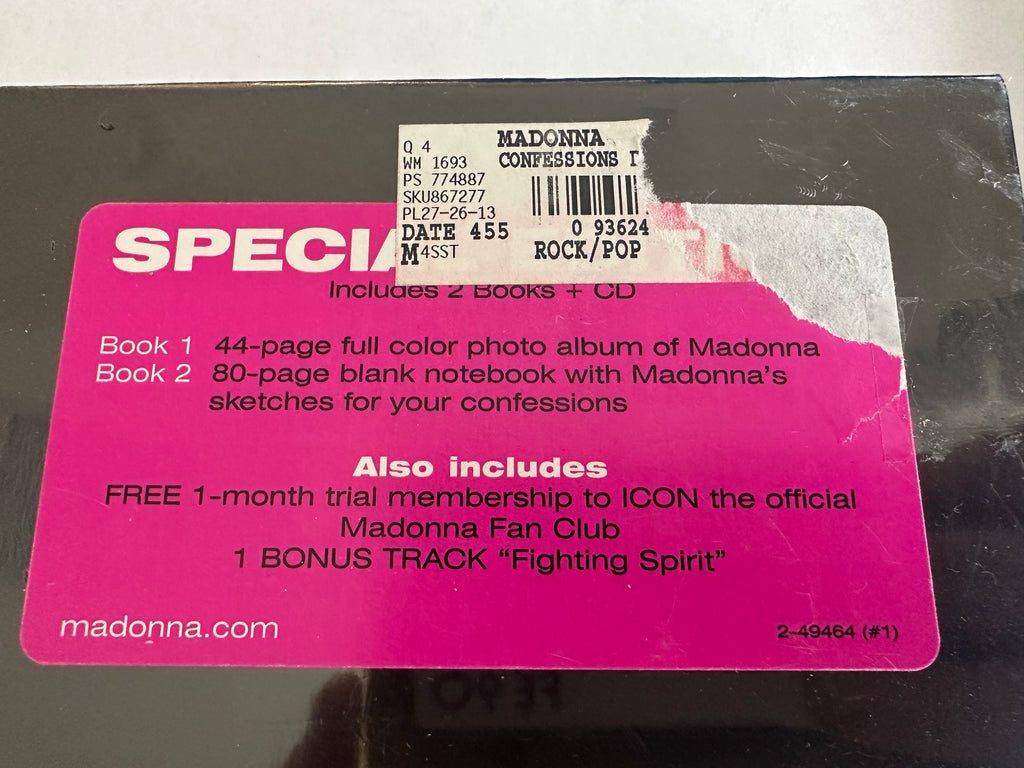 MADONNA
Q 4
CONFESSIONS
WM 1693
PS 774887
SKU867277
PL27-26-13
DATE 455
0 93624
M4SST
ROCK/POP
SPECIA
Includes 2 Books + CD
Book 1 44-page full color photo album of Madonna
Book 2 80-page blank notebook with Madonna's
sketches for your confessions
Also includes
FREE 1-month trial membership to ICON the official
Madonna Fan Club
1 BONUS TRACK “Fighting Spirit”
madonna.com
2-49464 (#1)